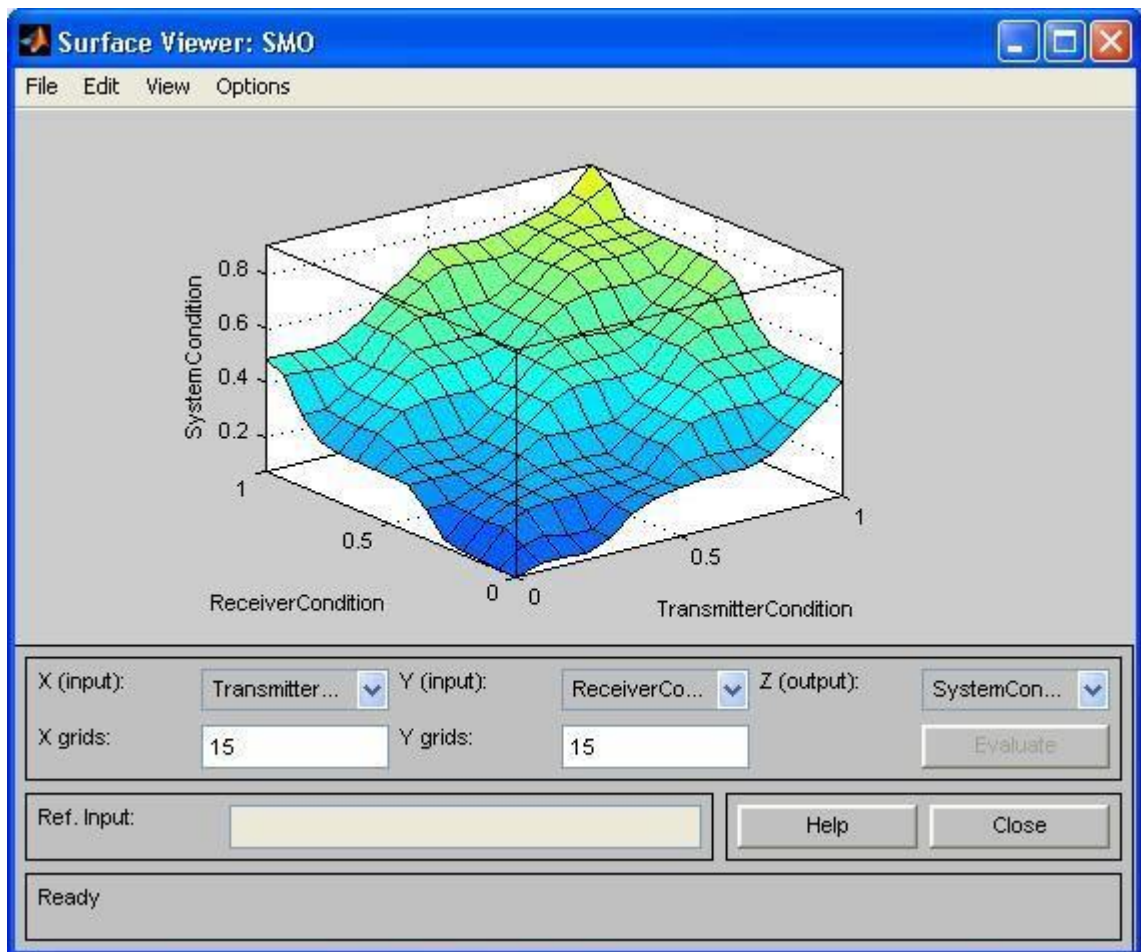 Surface Viewer: SMO
File Edit View Options
0.8
0.6
0.4
0.2
SystemCondition
1
0.5
0
ReceiverCondition
0
0.5
1
TransmitterCondition
X (input): Transmitter... Y (input): ReceiverCo... Z (output): SystemCon...
X grids: 15 Y grids: 15 Evaluate
Ref. Input: Help Close
Ready